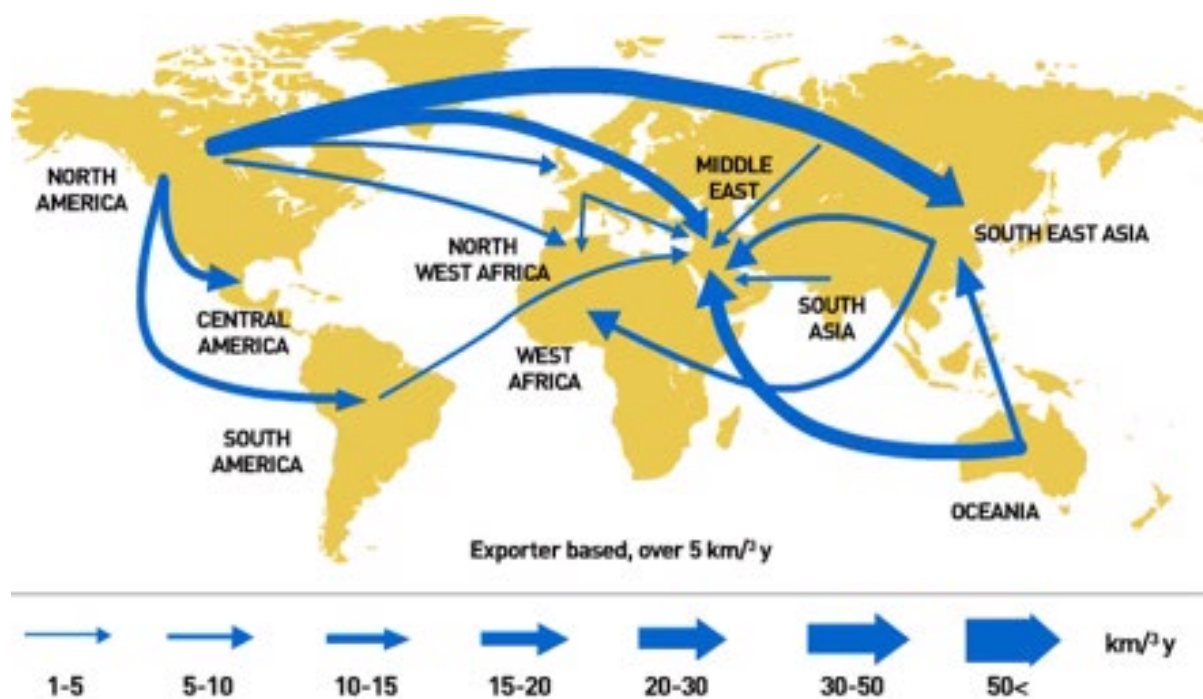 NORTH
AMERICA
MIDDLE
EAST
SOUTH EAST ASIA
NORTH
WEST AFRICA
CENTRAL
AMERICA
SOUTH
ASIA
WEST
AFRICA
SOUTH
AMERICA
OCEANIA
Exporter based, over 5 km/³ y
km/³ y
1-5
5-10
10-15
15-20
20-30
30-50
50<